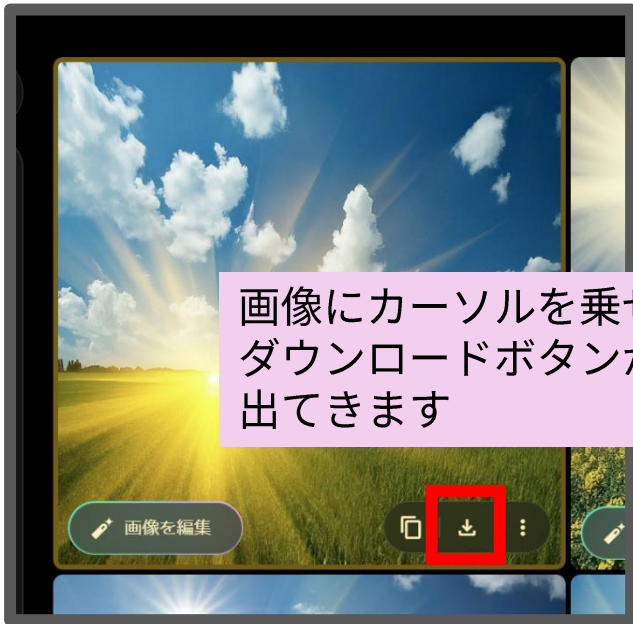 画像にカーソルを乗せ
ダウンロードボタンが
出てきます
画像を編集